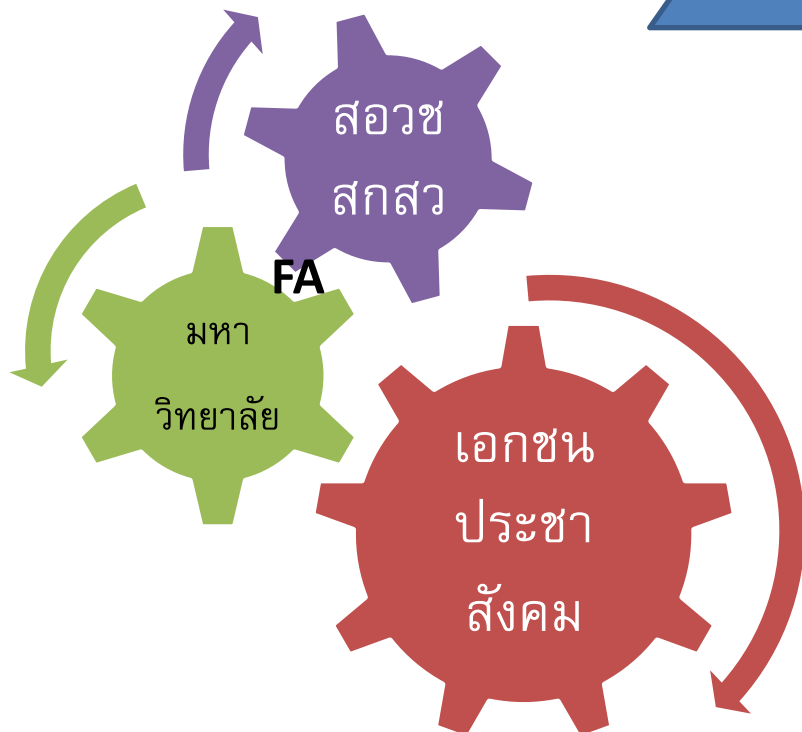 สอวช
สกสว
FA
มหา
วิทยาลัย
เอกชน
ประชา
สังคม